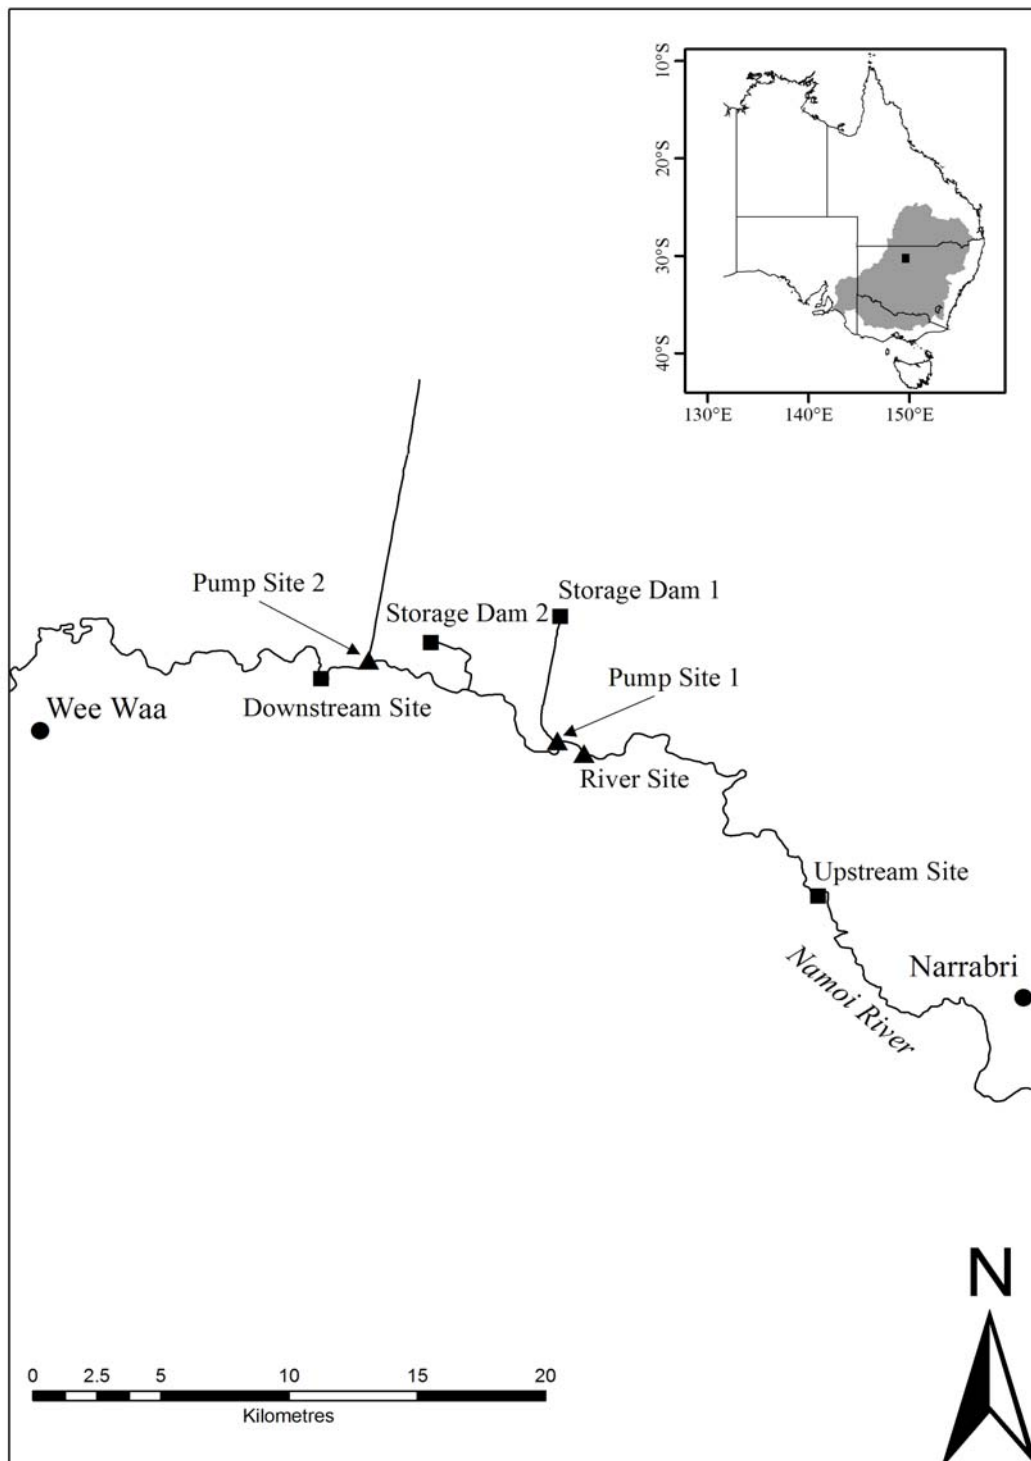 10°S
20°S
30°S
40°S
130°E 140°E 150°E
Pump Site 2
Storage Dam 2
Storage Dam 1
Pump Site 1
Wee Waa
Downstream Site
River Site
Upstream Site
Narrabri
Namoi River
N
0 2.5 5 10 15 20
Kilometres